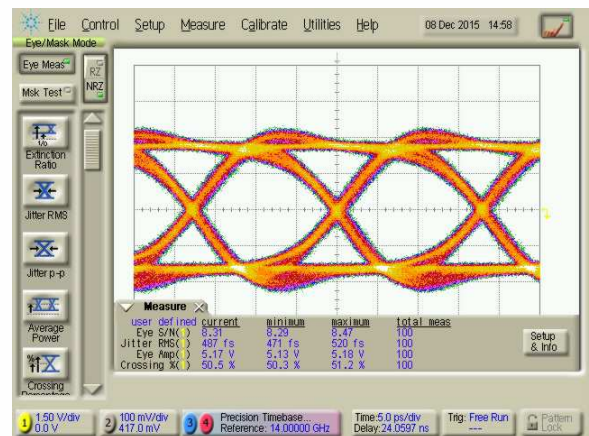 File Control Setup Measure Calibrate Utilities Help 08 Dec 2015 14:58
Eye/Mask Mode
Eye Meas
RZ
NRZ
Msk Test
Extinction
Ratio
Jitter RMS
Jitter p-p
Average
Power
Crossing
Measure
user defined current minimum maximum total meas
Eye S/N(1) 8.31 8.29 8.47 100
Jitter RMS(1) 487 fs 471 fs 520 fs 100
Eye Amp(1) 5.17 V 5.13 V 5.18 V 100
Crossing %(1) 50.5 % 50.3 % 51.2 % 100
Setup
& Info
1 1.50 V/div
0.0 V
2 100 mV/div
417.0 mV
3 4 Precision Timebase...
Reference: 14.00000 GHz
Time:5.0 ps/div
Delay:24.0597 ns
Trig: Free Run
---
Pattern
Lock